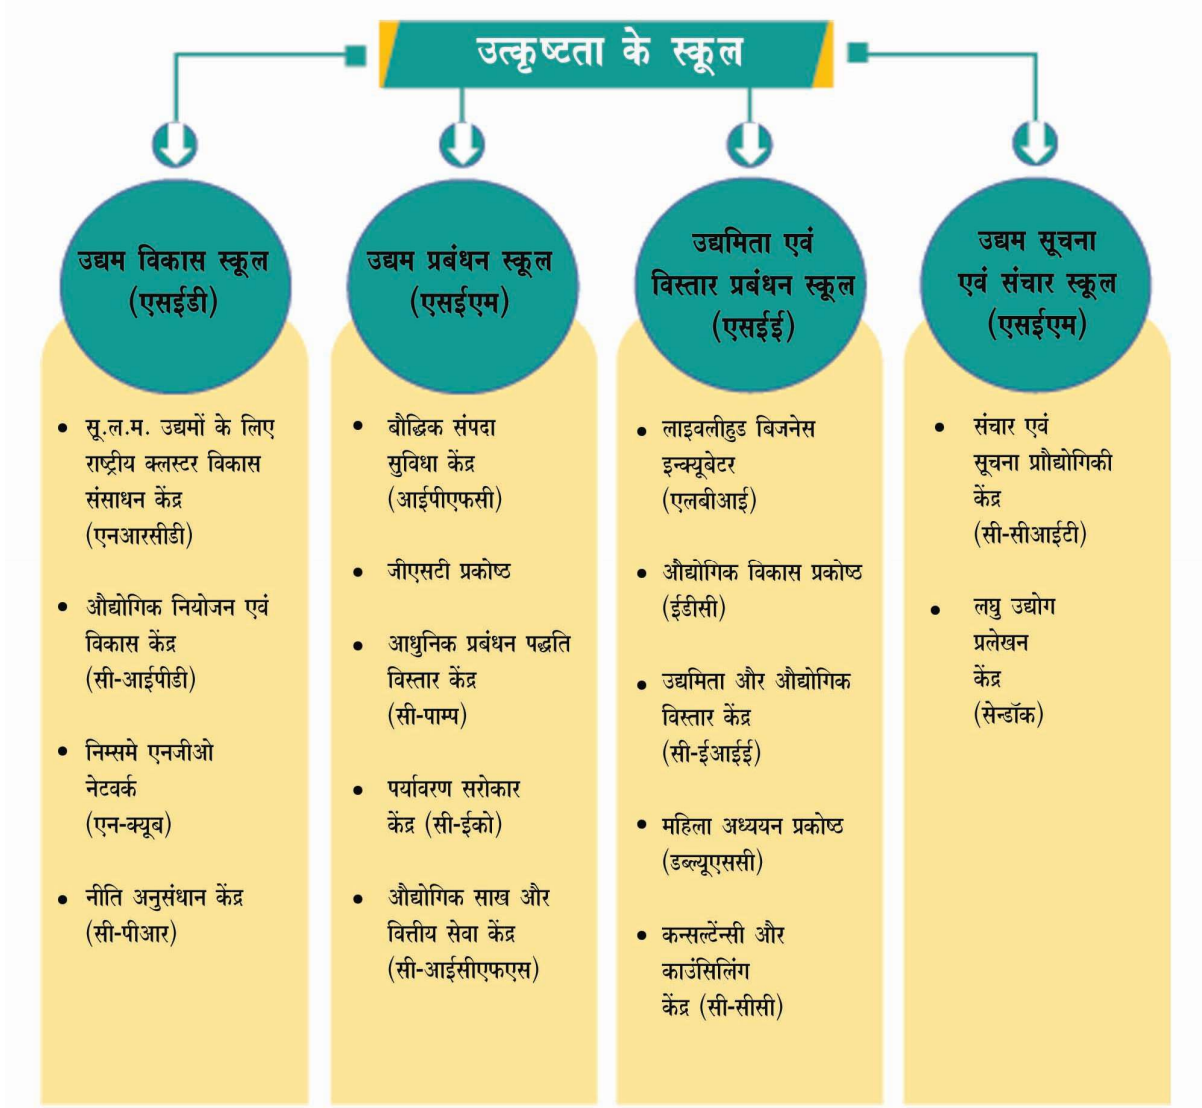 उत्कृष्टता के स्कूल
उद्यम विकास स्कूल
(एसईडी)
सू.ल.म. उद्यमों के लिए
राष्ट्रीय क्लस्टर विकास
संसाधन केंद्र
(एनआरसीडी)
औद्योगिक नियोजन एवं
विकास केंद्र
(सी-आईपीडी)
निम्समे एनजीओ
नेटवर्क
(एन-क्यूब)
नीति अनुसंधान केंद्र
(सी-पीआर)
उद्यम प्रबंधन स्कूल
(एसईएम)
बौद्धिक संपदा
सुविधा केंद्र
(आईपीएफसी)
जीएसटी प्रकोष्ठ
आधुनिक प्रबंधन पद्धति
विस्तार केंद्र
(सी-पाम्प)
पर्यावरण सरोकार
केंद्र (सी-ईको)
औद्योगिक साख और
वित्तीय सेवा केंद्र
(सी-आईसीएफएस)
उद्यमिता एवं
विस्तार प्रबंधन स्कूल
(एसईई)
लाइवलीहुड बिजनेस
इन्क्यूबेटर
(एलबीआई)
औद्योगिक विकास प्रकोष्ठ
(ईडीसी)
उद्यमिता और औद्योगिक
विस्तार केंद्र
(सी-ईआईई)
महिला अध्ययन प्रकोष्ठ
(डब्ल्यूएससी)
कन्सल्टेंन्सी और
काउंसिलिंग
केंद्र (सी-सीसी)
उद्यम सूचना
एवं संचार स्कूल
(एसईएम)
संचार एवं
सूचना प्रौद्योगिकी
केंद्र
(सी-सीआईटी)
लघु उद्योग
प्रलेखन
केंद्र
(सेन्डॉक)